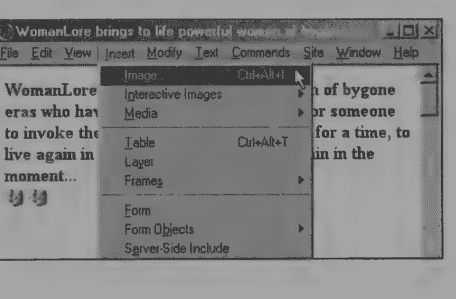 WomanLore brings to life powerful women of
File Edit View Insert Modify Text Commands Site Window Help
Image... Ctrl+Alt+I
Interactive Images
Media
Table Ctrl+Alt+T
Layer
Frames
Form
Form Objects
Server-Side Include
WomanLore of bygone
eras who hav or someone
to invoke the for a time, to
live again in in in the
moment...